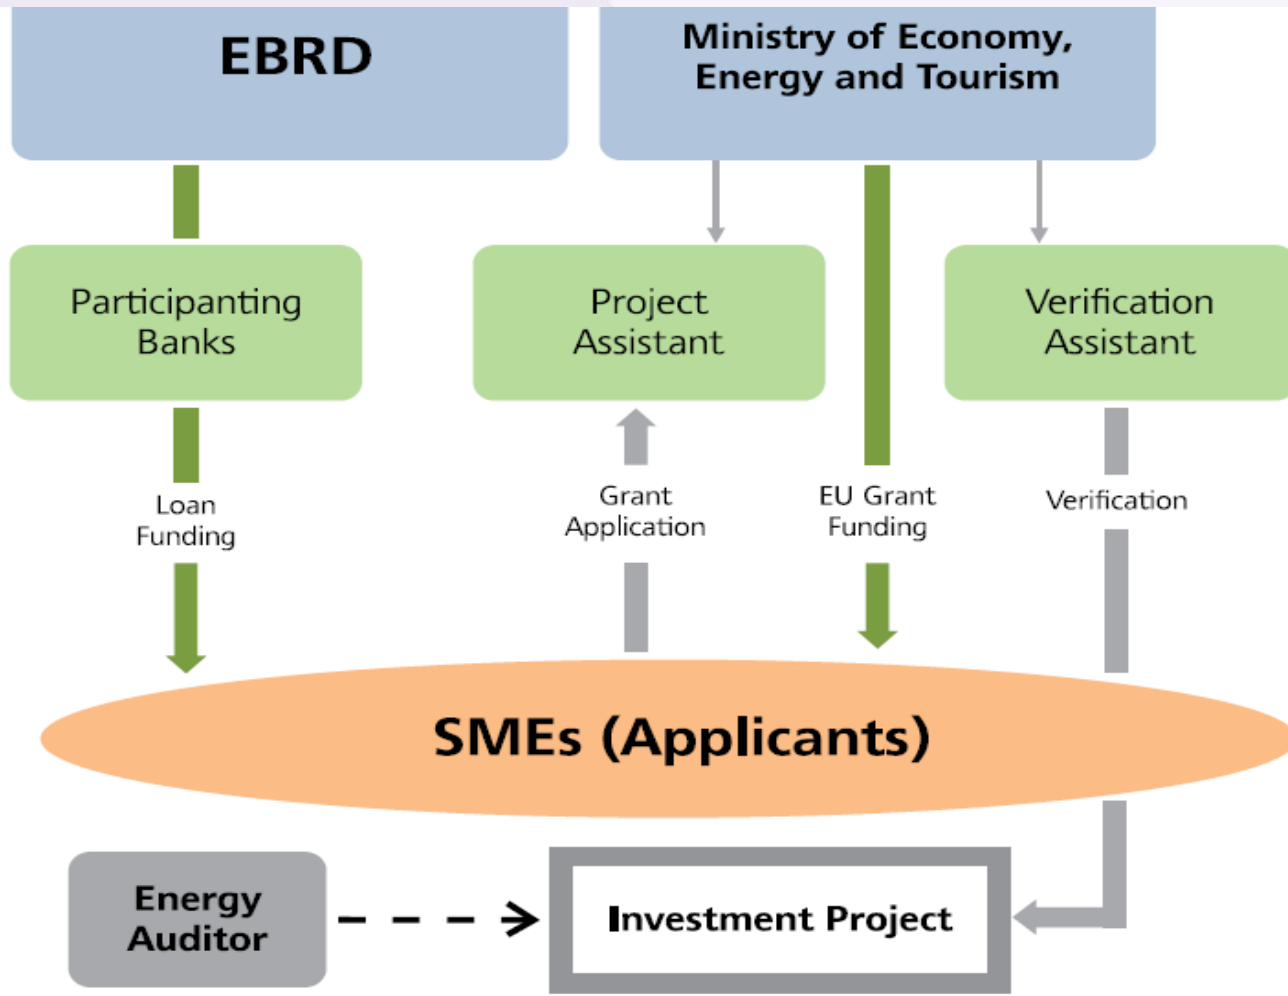 EBRD
Ministry of Economy,
Energy and Tourism
Participanting
Banks
Project
Assistant
Verification
Assistant
Loan
Funding
Grant
Application
EU Grant
Funding
Verification
SMEs (Applicants)
Energy
Auditor
Investment Project